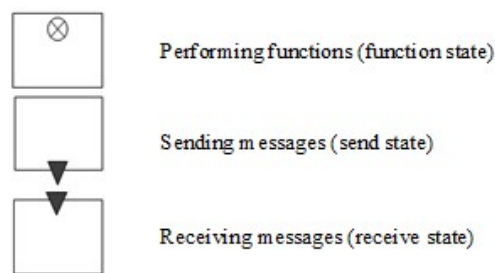 Performing functions (function state)
Sending messages (send state)
Receiving messages (receive state)